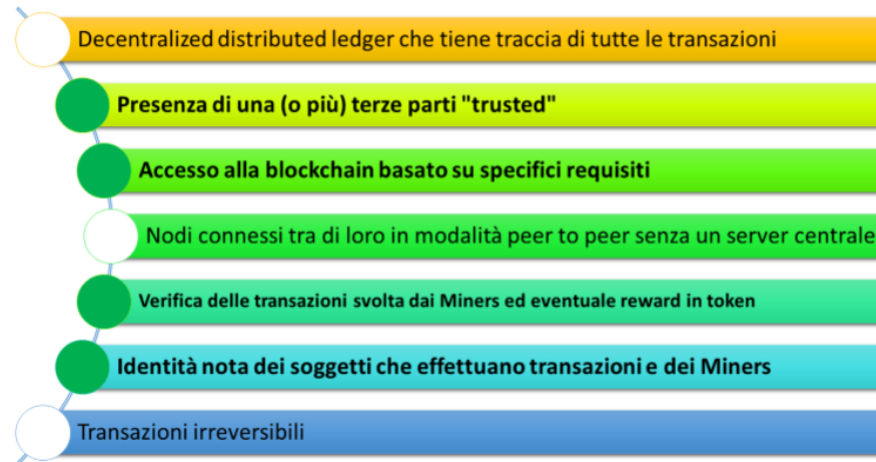 Decentralized distributed ledger che tiene traccia di tutte le transazioni
Presenza di una (o più) terze parti "trusted"
Accesso alla blockchain basato su specifici requisiti
Nodi connessi tra di loro in modalità peer to peer senza un server centrale
Verifica delle transazioni svolta dai Miners ed eventuale reward in token
Identità nota dei soggetti che effettuano transazioni e dei Miners
Transazioni irreversibili